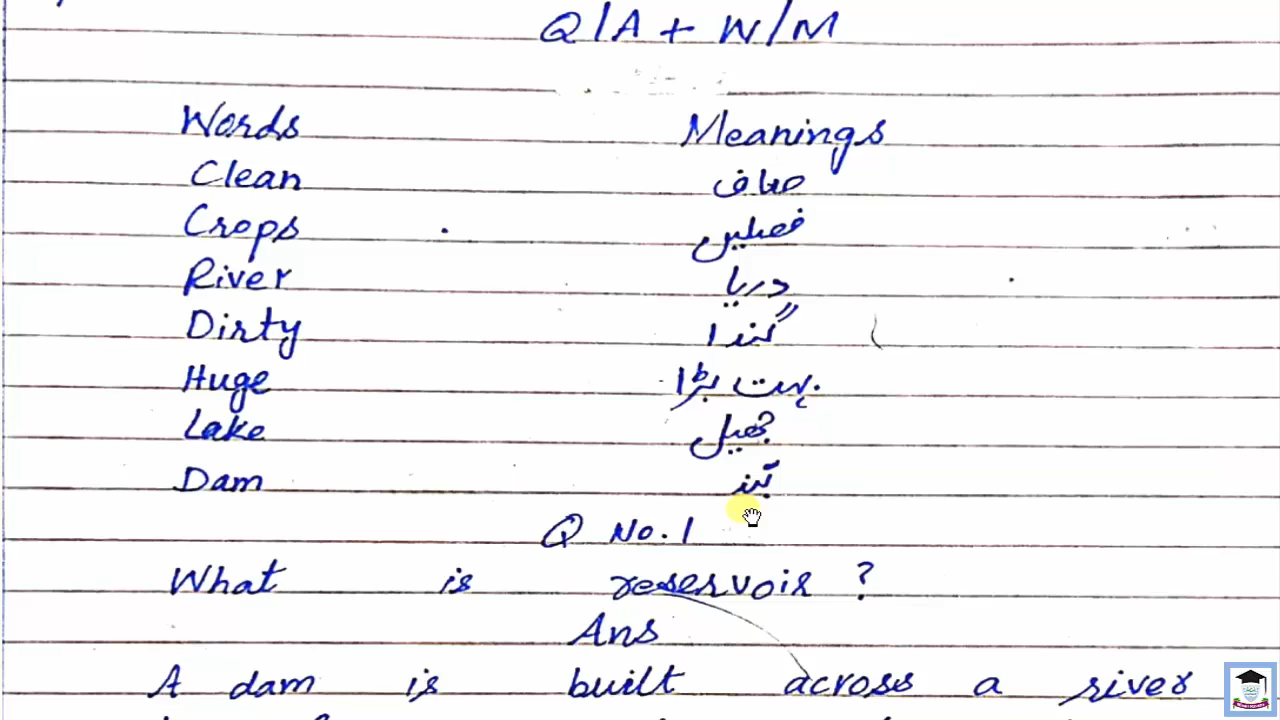 Q/A + W/M
Words Meanings
Clean صاف
Crops فصلیں
River دریا
Dirty گندا
Huge بہت بڑا
Lake جھیل
Dam بند
Q No. 1
What is reservoir ?
Ans
A dam is built across a river